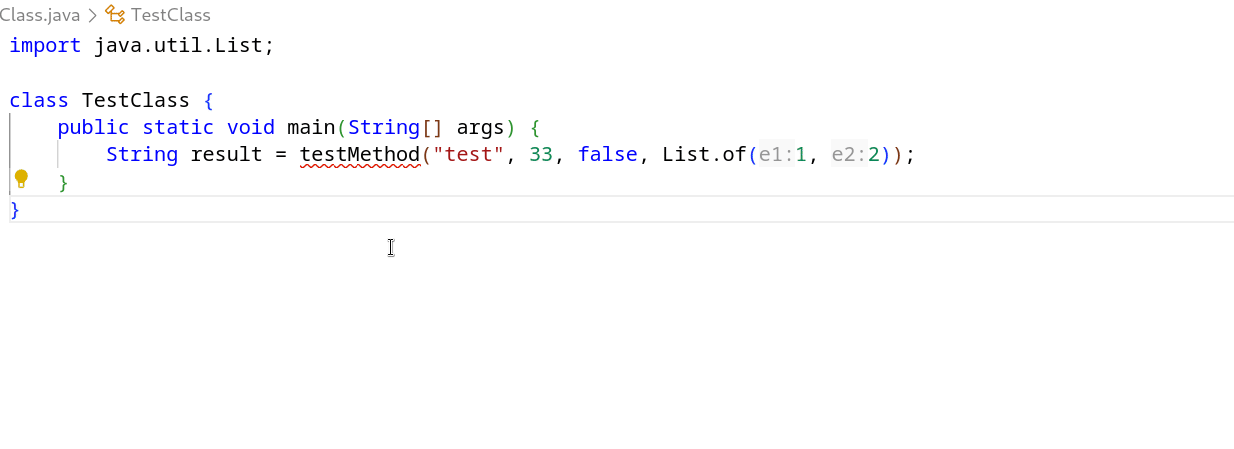 Class.java > TestClass
import java.util.List;
class TestClass {
    public static void main(String[] args) {
        String result = testMethod("test", 33, false, List.of(e1:1, e2:2));
    }
}